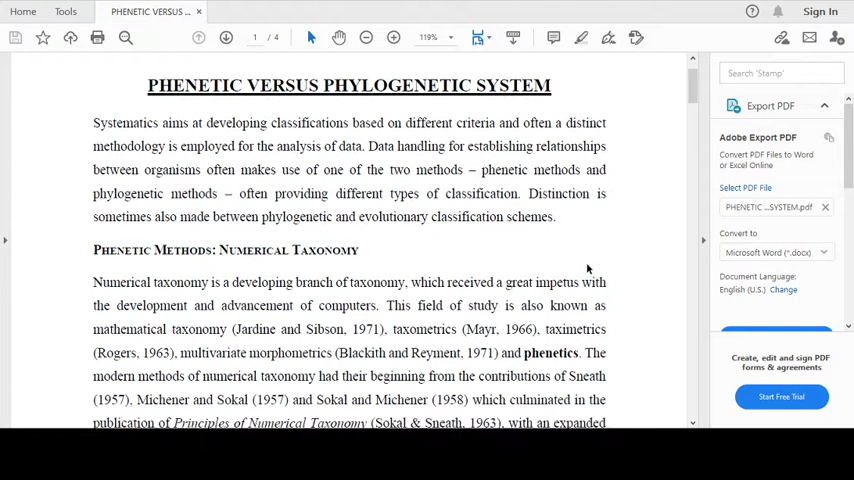 Home Tools PHENETIC VERSUS ... × Sign In
1 / 4 119%
PHENETIC VERSUS PHYLOGENETIC SYSTEM
Systematics aims at developing classifications based on different criteria and often a distinct
methodology is employed for the analysis of data. Data handling for establishing relationships
between organisms often makes use of one of the two methods – phenetic methods and
phylogenetic methods – often providing different types of classification. Distinction is
sometimes also made between phylogenetic and evolutionary classification schemes.
PHENETIC METHODS: NUMERICAL TAXONOMY
Numerical taxonomy is a developing branch of taxonomy, which received a great impetus with
the development and advancement of computers. This field of study is also known as
mathematical taxonomy (Jardine and Sibson, 1971), taxometrics (Mayr, 1966), taximetrics
(Rogers, 1963), multivariate morphometrics (Blackith and Reyment, 1971) and phenetics. The
modern methods of numerical taxonomy had their beginning from the contributions of Sneath
(1957), Michener and Sokal (1957) and Sokal and Michener (1958) which culminated in the
publication of Principles of Numerical Taxonomy (Sokal & Sneath, 1963), with an expanded
Search 'Stamp'
Export PDF
Adobe Export PDF
Convert PDF Files to Word
or Excel Online
Select PDF File
PHENETIC ...SYSTEM.pdf ×
Convert to
Microsoft Word (*.docx)
Document Language:
English (U.S.) Change
Create, edit and sign PDF
forms & agreements
Start Free Trial